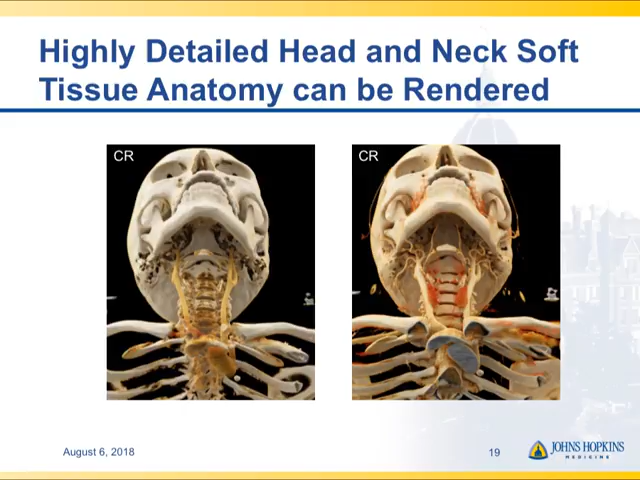 Highly Detailed Head and Neck Soft
Tissue Anatomy can be Rendered
CR
CR
August 6, 2018
19
JOHNS HOPKINS
MEDICINE